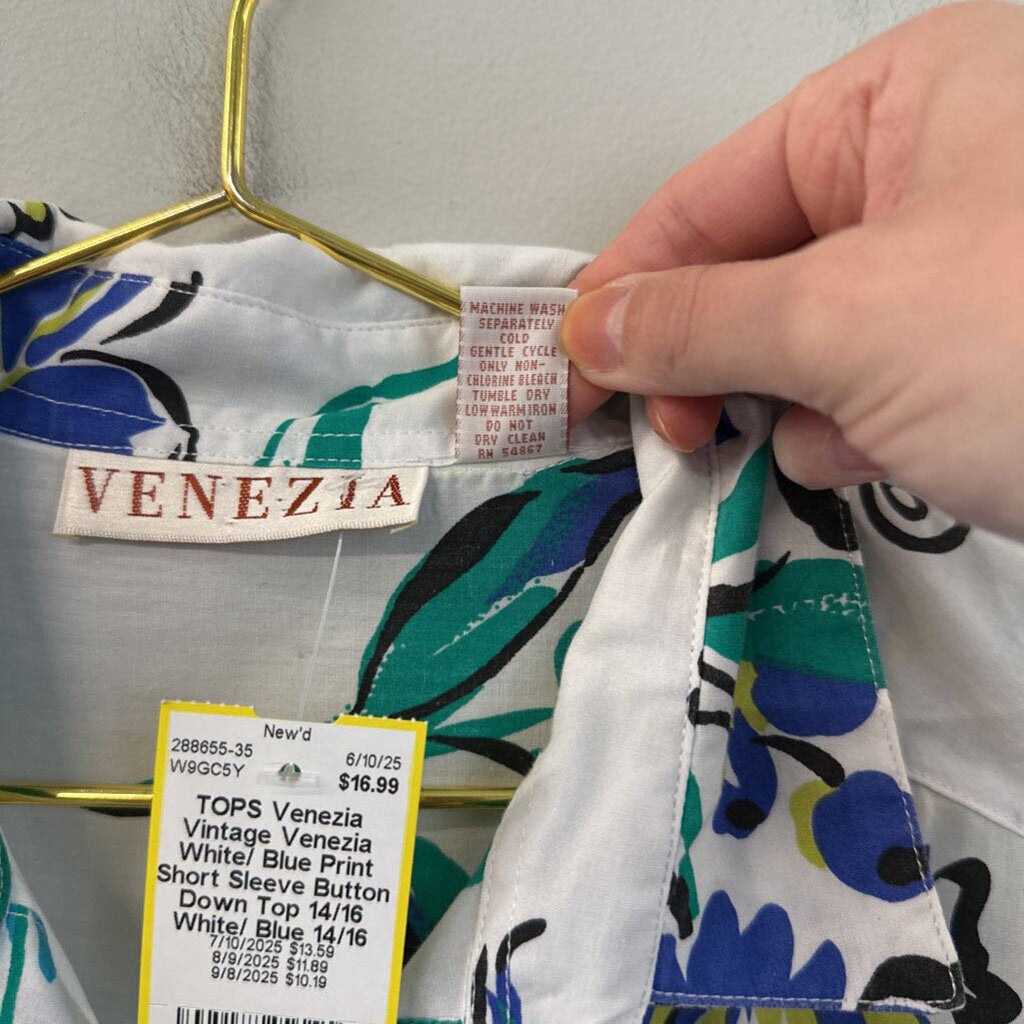 MACHINE WASH
SEPARATELY
COLD
GENTLE CYCLE
ONLY NON-
CHLORINE BLEACH
TUMBLE DRY
LOW WARM IRON
DO NOT
DRY CLEAN
RN 54867
VENEZIA
New'd
288655-35 6/10/25
W9GC5Y $16.99
TOPS Venezia
Vintage Venezia
White/ Blue Print
Short Sleeve Button
Down Top 14/16
White/ Blue 14/16
7/10/2025 $13.59
8/9/2025 $11.89
9/8/2025 $10.19